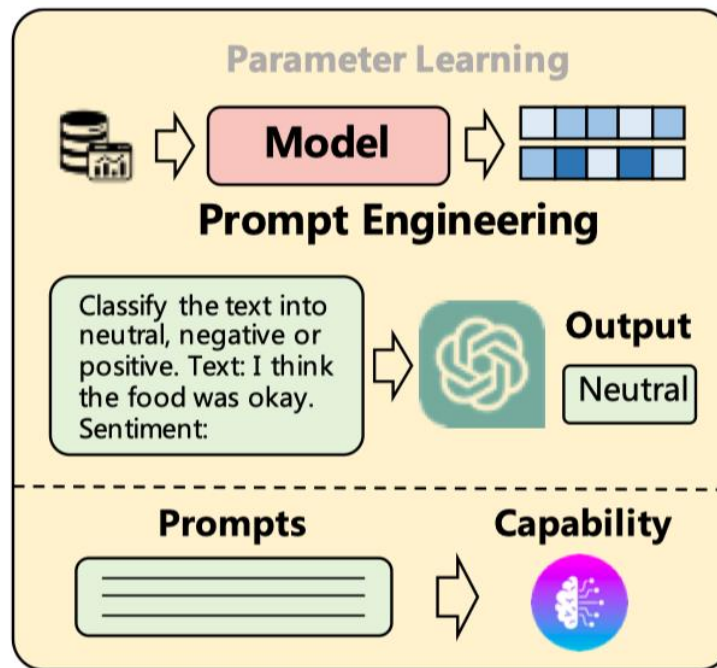 Parameter Learning
Model
Prompt Engineering
Classify the text into
neutral, negative or
positive. Text: I think
the food was okay.
Sentiment:
Output
Neutral
Prompts
Capability